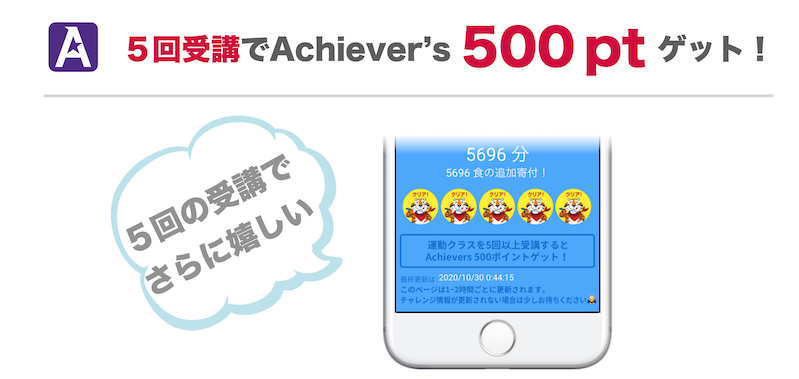 A 5回受講でAchiever’s 500 pt ゲット！
5回の受講で
さらに嬉しい
5696 分
5696 食の追加寄付！
クリア！ クリア！ クリア！ クリア！ クリア！
運動クラスを5回以上受講すると
Achievers 500ポイントゲット！
最終更新は 2020/10/30 0:44:15
このページは1~2時間ごとに更新されます。
チャレンジ情報が更新されない場合は少しお待ちください🙇